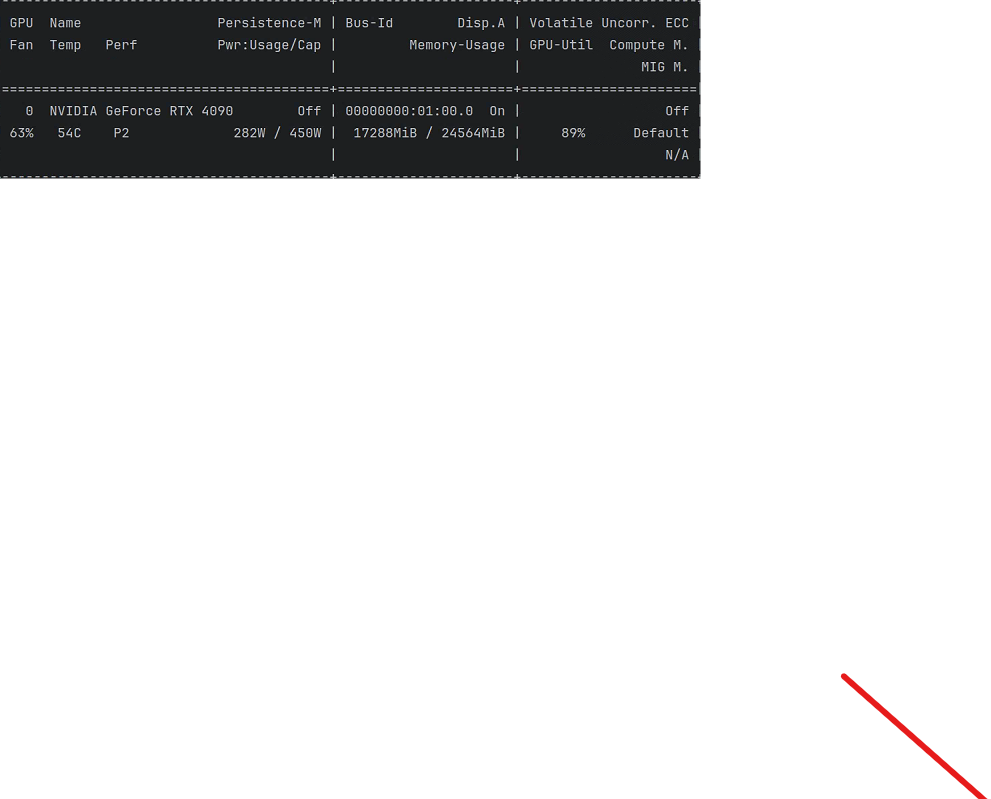 GPU  Name                 Persistence-M | Bus-Id        Disp.A | Volatile Uncorr. ECC |
Fan  Temp   Perf          Pwr:Usage/Cap |         Memory-Usage | GPU-Util  Compute M. |
                                        |                      |               MIG M. |
=========================================+======================+======================|
  0  NVIDIA GeForce RTX 4090        Off | 00000000:01:00.0  On |                  Off |
63%   54C    P2             282W / 450W |  17288MiB / 24564MiB |     89%      Default |
                                        |                      |                  N/A |